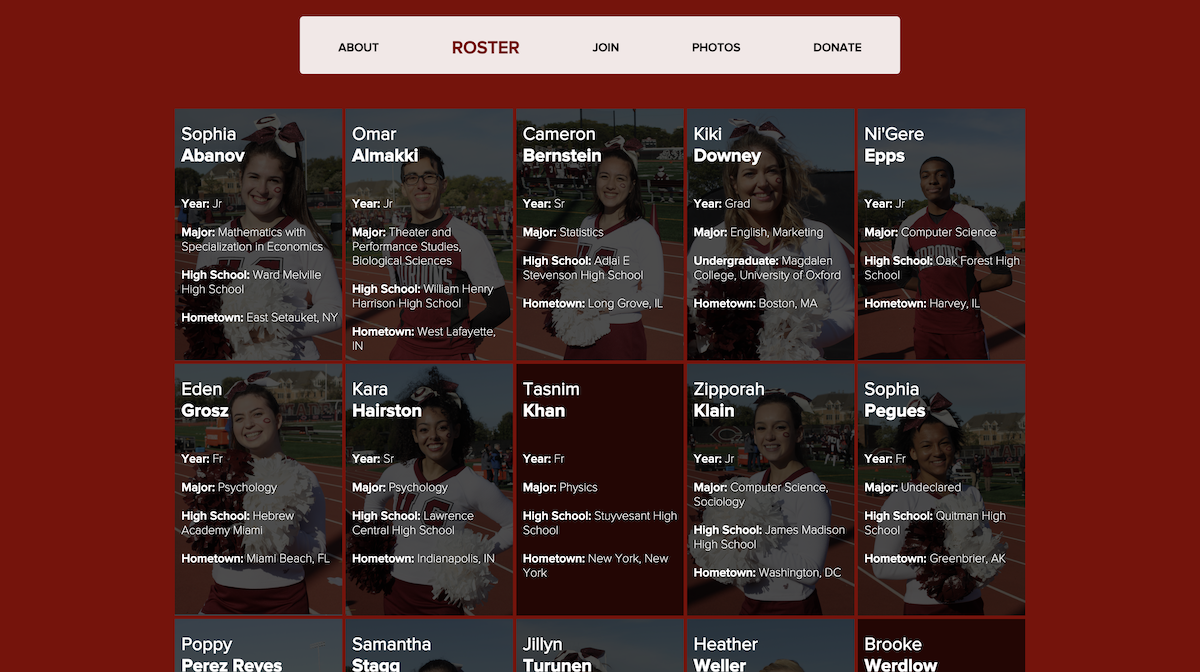 ABOUT ROSTER JOIN PHOTOS DONATE
Sophia
Abanov
Year: Jr
Major: Mathematics with
Specialization in Economics
High School: Ward Melville
High School
Hometown: East Setauket, NY
Omar
Almakki
Year: Jr
Major: Theater and
Performance Studies,
Biological Sciences
High School: William Henry
Harrison High School
Hometown: West Lafayette,
IN
Cameron
Bernstein
Year: Sr
Major: Statistics
High School: Adlai E
Stevenson High School
Hometown: Long Grove, IL
Kiki
Downey
Year: Grad
Major: English, Marketing
Undergraduate: Magdalen
College, University of Oxford
Hometown: Boston, MA
Ni'Gere
Epps
Year: Jr
Major: Computer Science
High School: Oak Forest High
School
Hometown: Harvey, IL
Eden
Grosz
Year: Fr
Major: Psychology
High School: Hebrew
Academy Miami
Hometown: Miami Beach, FL
Kara
Hairston
Year: Sr
Major: Psychology
High School: Lawrence
Central High School
Hometown: Indianapolis, IN
Tasnim
Khan
Year: Fr
Major: Physics
High School: Stuyvesant High
School
Hometown: New York, New
York
Zipporah
Klain
Year: Jr
Major: Computer Science,
Sociology
High School: James Madison
High School
Hometown: Washington, DC
Sophia
Pegues
Year: Fr
Major: Undeclared
High School: Quitman High
School
Hometown: Greenbrier, AK
Poppy
Perez Reyes
Samantha
Stagg
Jillyn
Turunen
Heather
Weller
Brooke
Werdlow